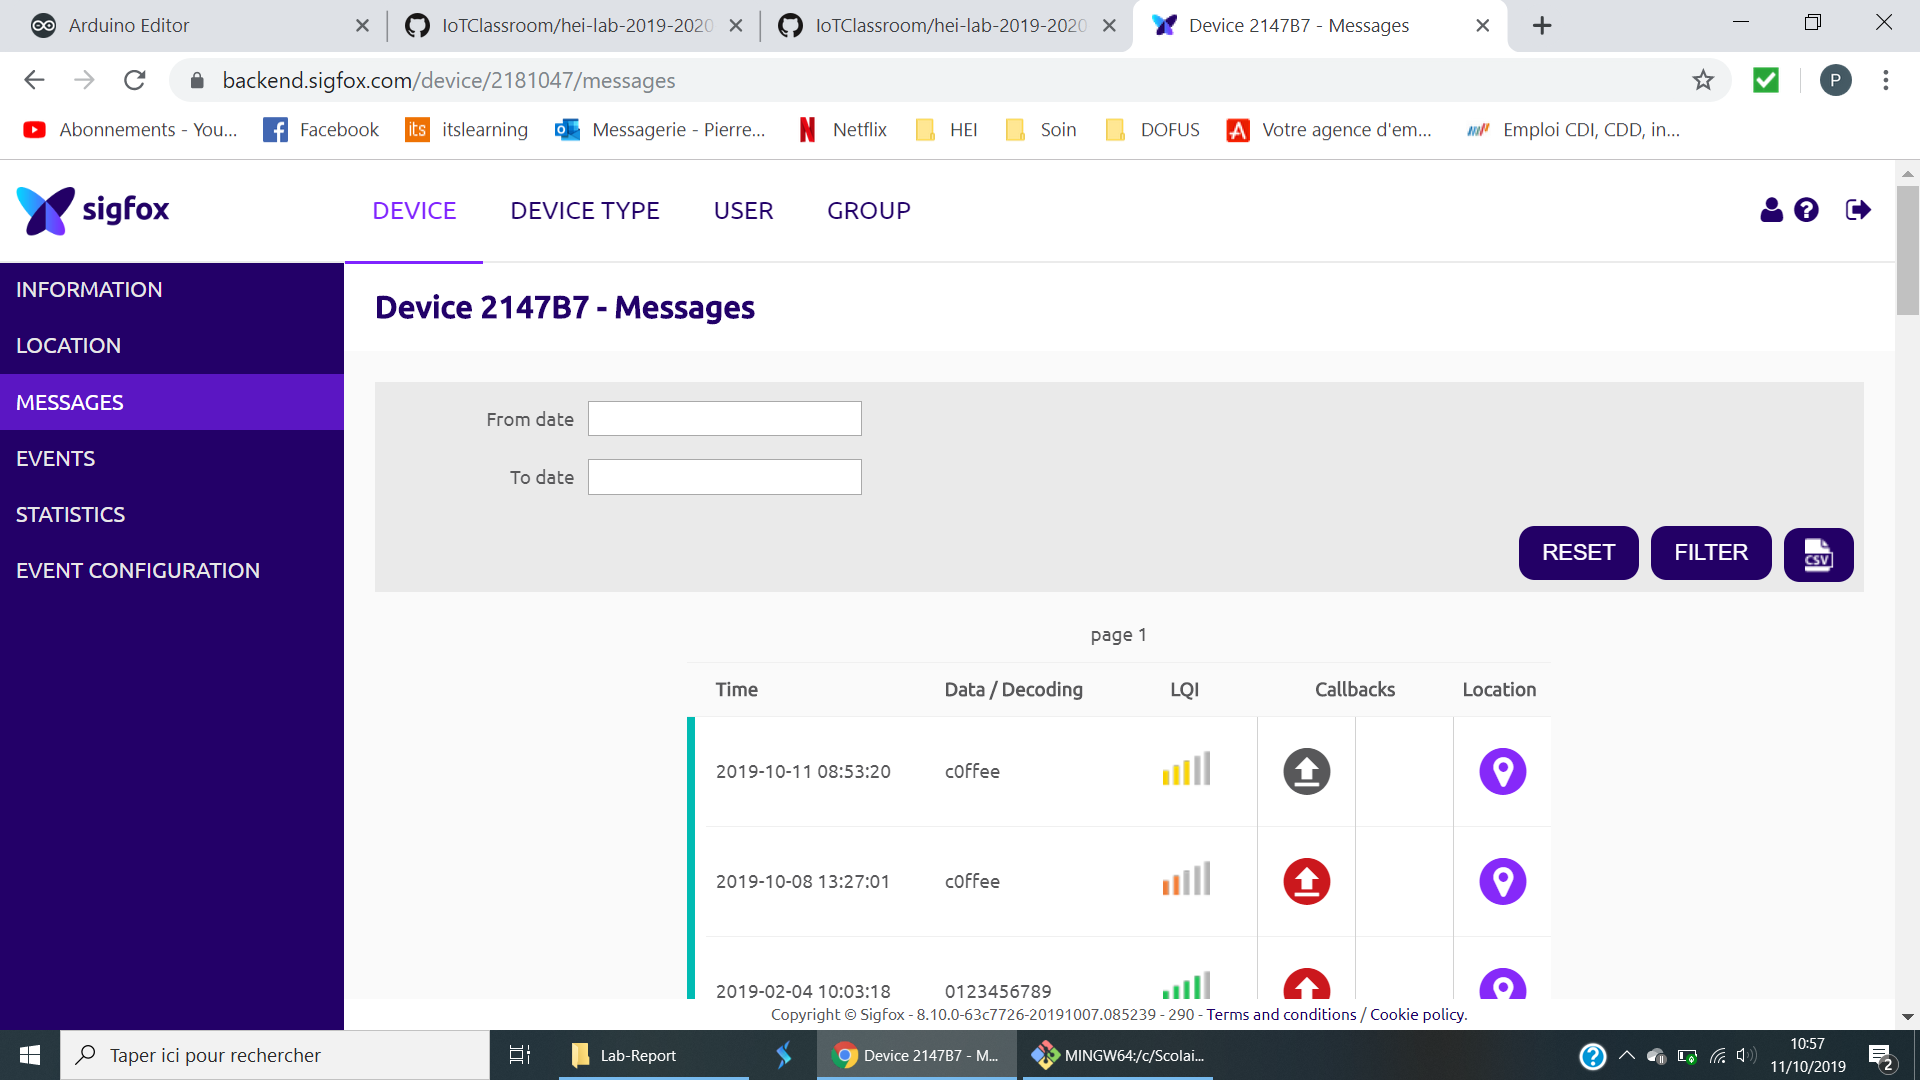 Arduino Editor
IoTClassroom/hei-lab-2019-2020
IoTClassroom/hei-lab-2019-2020
Device 2147B7 - Messages
backend.sigfox.com/device/2181047/messages
P
Abonnements - You...
Facebook
its
itslearning
Messagerie - Pierre...
Netflix
HEI
Soin
DOFUS
Votre agence d'em...
Emploi CDI, CDD, in...
sigfox
DEVICE
DEVICE TYPE
USER
GROUP
INFORMATION
LOCATION
MESSAGES
EVENTS
STATISTICS
EVENT CONFIGURATION
Device 2147B7 - Messages
From date
To date
RESET
FILTER
CSV
page 1
Time Data / Decoding LQI Callbacks Location
2019-10-11 08:53:20 c0ffee
2019-10-08 13:27:01 c0ffee
2019-02-04 10:03:18 0123456789
Copyright © Sigfox - 8.10.0-63c7726-20191007.085239 - 290 - Terms and conditions / Cookie policy.
Taper ici pour rechercher
Lab-Report
Device 2147B7 - M...
MINGW64:/c/Scolai...
10:57
11/10/2019
2